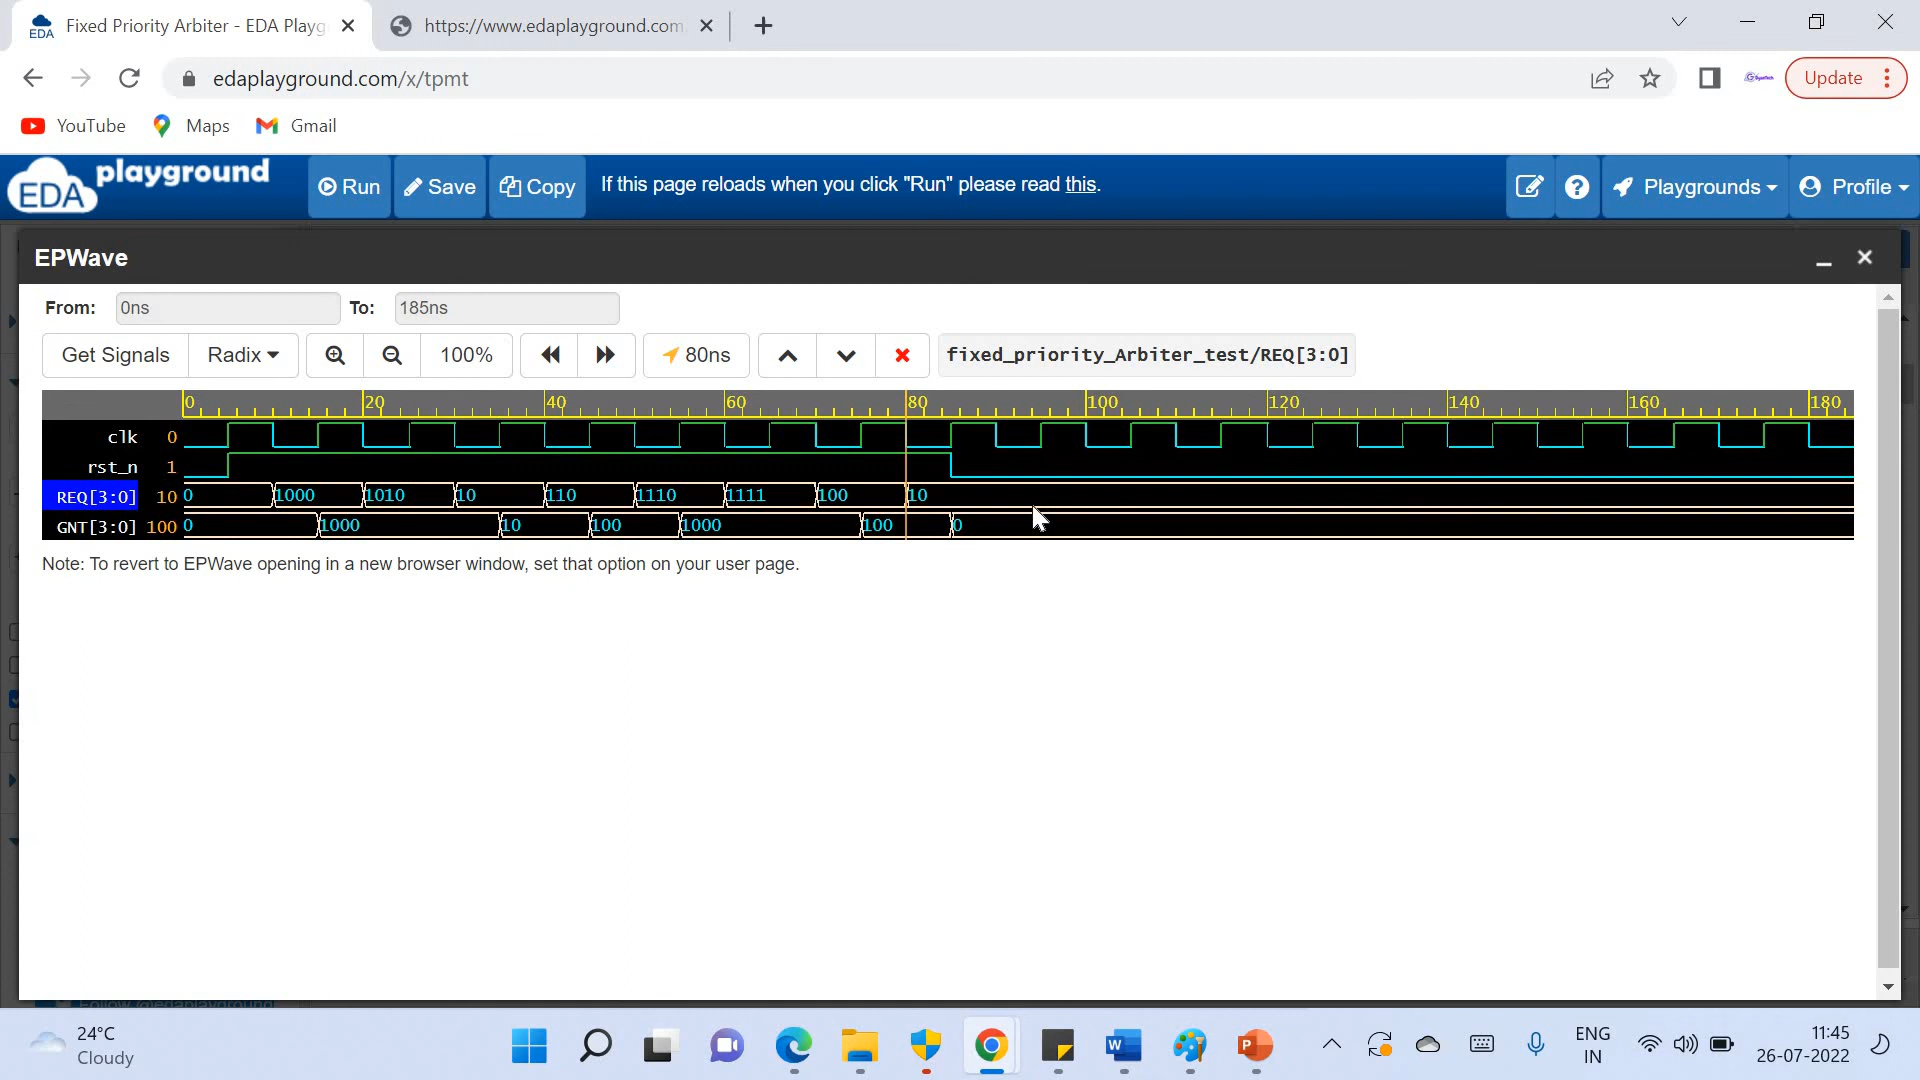 Fixed Priority Arbiter - EDA Playg
https://www.edaplayground.com
edaplayground.com/x/tpmt
Update
YouTube
Maps
Gmail
EDA playground
Run
Save
Copy
If this page reloads when you click "Run" please read this.
Playgrounds
Profile
EPWave
From: 0ns To: 185ns
Get Signals
Radix
100%
80ns
fixed_priority_Arbiter_test/REQ[3:0]
0 20 40 60 80 100 120 140 160 180
clk 0
rst_n 1
REQ[3:0] 10 0 1000 1010 10 110 1110 1111 100 10
GNT[3:0] 100 0 1000 10 100 1000 100 0
Note: To revert to EPWave opening in a new browser window, set that option on your user page.
24°C
Cloudy
ENG
IN
11:45
26-07-2022